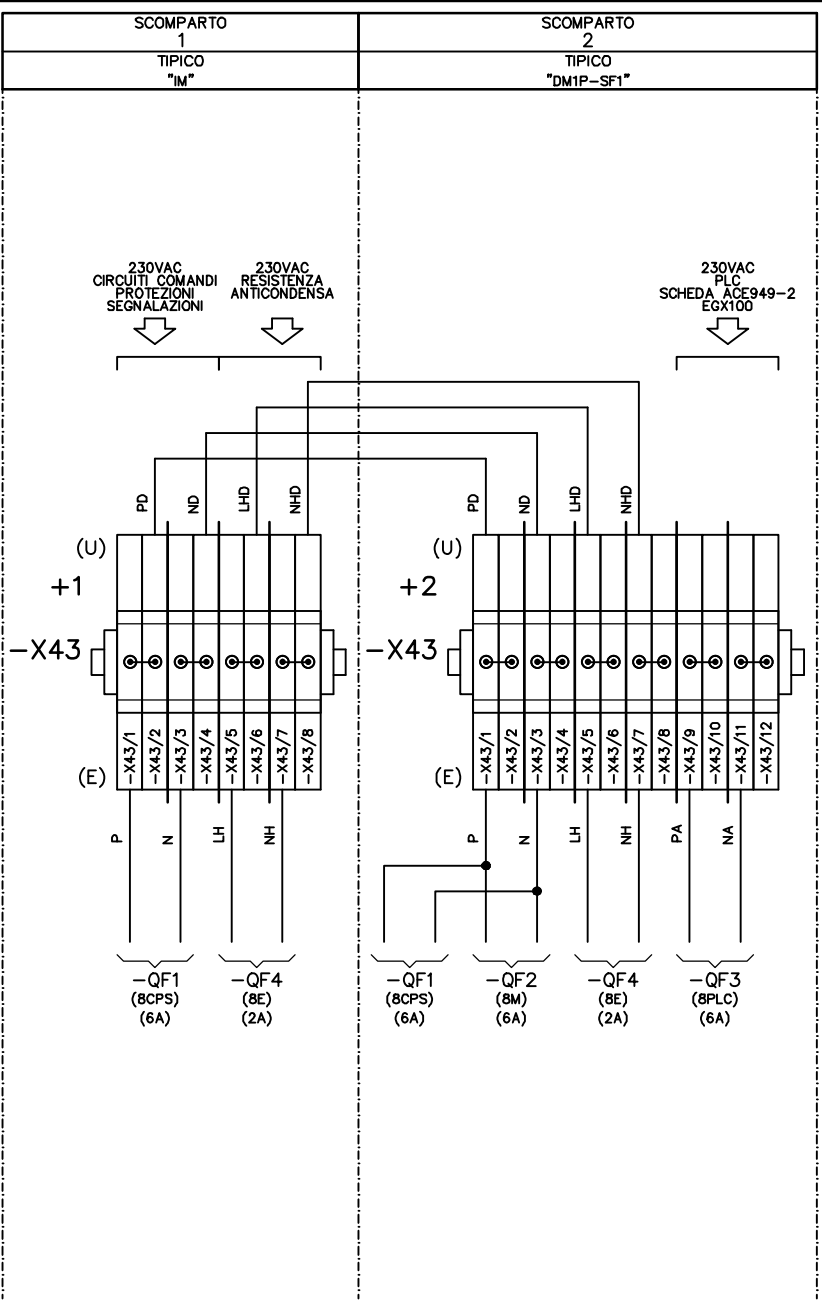 SCOMPARTO
1
TIPICO
"IM"
SCOMPARTO
2
TIPICO
"DM1P-SF1"
230VAC
CIRCUITI COMANDI
PROTEZIONI
SEGNALAZIONI
230VAC
RESISTENZA
ANTICONDENSA
230VAC
PLC
SCHEDA ACE949-2
EGX100
PD
ND
LHD
NHD
PD
ND
LHD
NHD
(U)
+1
-X43
(E)
(U)
+2
-X43
(E)
-X43/1
-X43/2
-X43/3
-X43/4
-X43/5
-X43/6
-X43/7
-X43/8
-X43/1
-X43/2
-X43/3
-X43/4
-X43/5
-X43/6
-X43/7
-X43/8
-X43/9
-X43/10
-X43/11
-X43/12
P
N
LH
NH
P
N
LH
NH
PA
NA
-QF1
(8CPS)
(6A)
-QF4
(8E)
(2A)
-QF1
(8CPS)
(6A)
-QF2
(8M)
(6A)
-QF4
(8E)
(2A)
-QF3
(8PLC)
(6A)